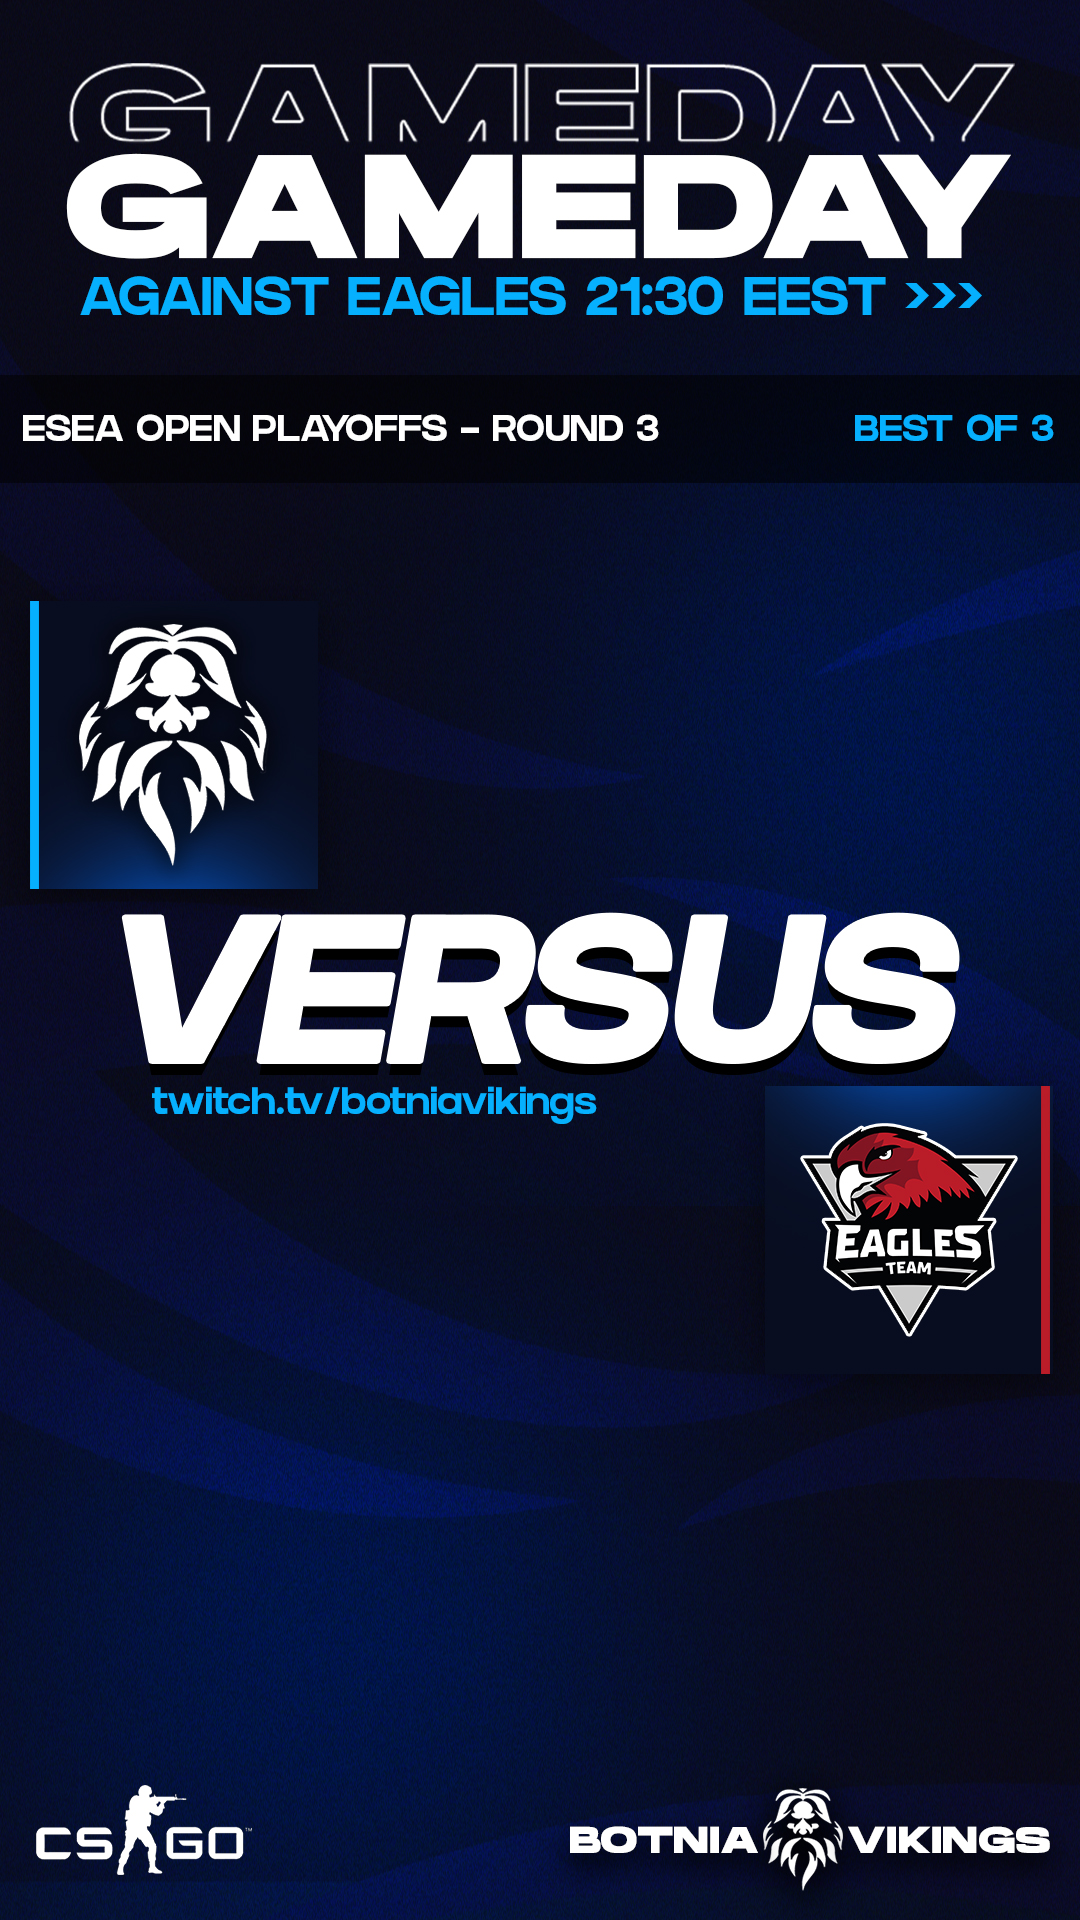 GAMEDAY
GAMEDAY
AGAINST EAGLES 21:30 EEST >>>
ESEA OPEN PLAYOFFS - ROUND 3 BEST OF 3
VERSUS
twitch.tv/botniavikings
EAGLES
TEAM
CS GO™
BOTNIA VIKINGS